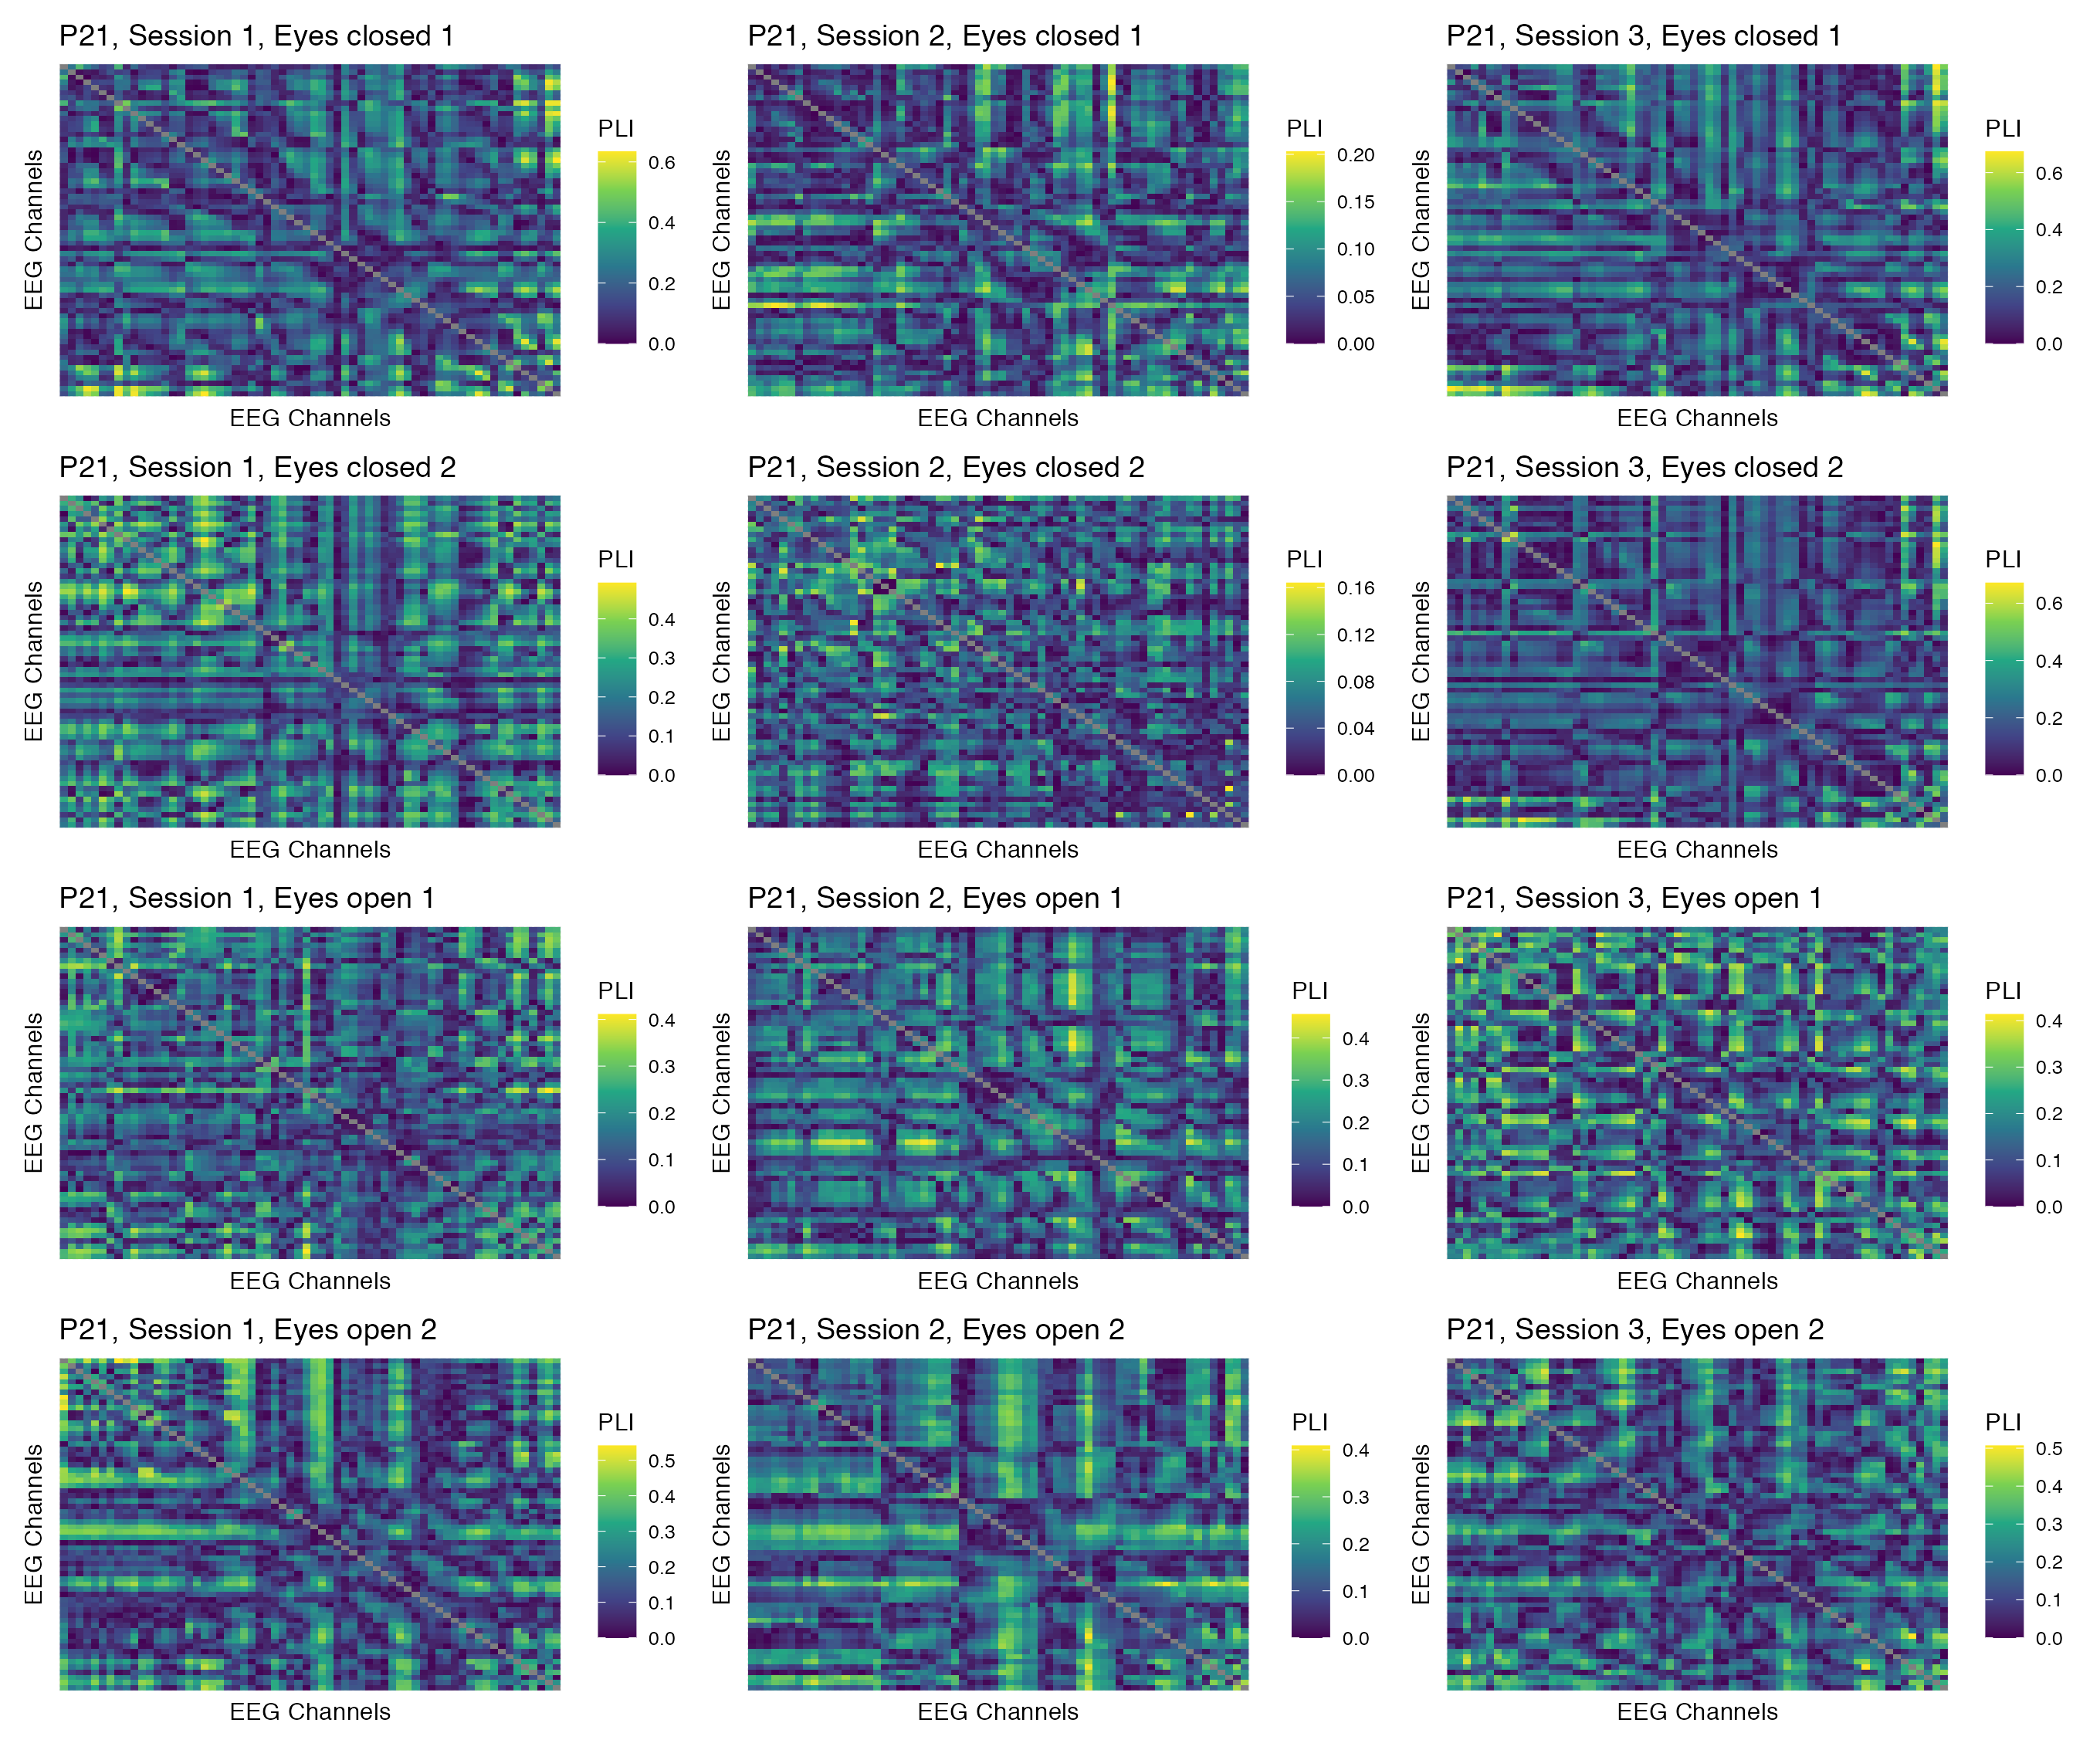 P21, Session 1, Eyes closed 1
EEG Channels
EEG Channels
PLI
0.6
0.4
0.2
0.0
P21, Session 2, Eyes closed 1
EEG Channels
EEG Channels
PLI
0.20
0.15
0.10
0.05
0.00
P21, Session 3, Eyes closed 1
EEG Channels
EEG Channels
PLI
0.6
0.4
0.2
0.0
P21, Session 1, Eyes closed 2
EEG Channels
EEG Channels
PLI
0.4
0.3
0.2
0.1
0.0
P21, Session 2, Eyes closed 2
EEG Channels
EEG Channels
PLI
0.16
0.12
0.08
0.04
0.00
P21, Session 3, Eyes closed 2
EEG Channels
EEG Channels
PLI
0.6
0.4
0.2
0.0
P21, Session 1, Eyes open 1
EEG Channels
EEG Channels
PLI
0.4
0.3
0.2
0.1
0.0
P21, Session 2, Eyes open 1
EEG Channels
EEG Channels
PLI
0.4
0.3
0.2
0.1
0.0
P21, Session 3, Eyes open 1
EEG Channels
EEG Channels
PLI
0.4
0.3
0.2
0.1
0.0
P21, Session 1, Eyes open 2
EEG Channels
EEG Channels
PLI
0.5
0.4
0.3
0.2
0.1
0.0
P21, Session 2, Eyes open 2
EEG Channels
EEG Channels
PLI
0.4
0.3
0.2
0.1
0.0
P21, Session 3, Eyes open 2
EEG Channels
EEG Channels
PLI
0.5
0.4
0.3
0.2
0.1
0.0